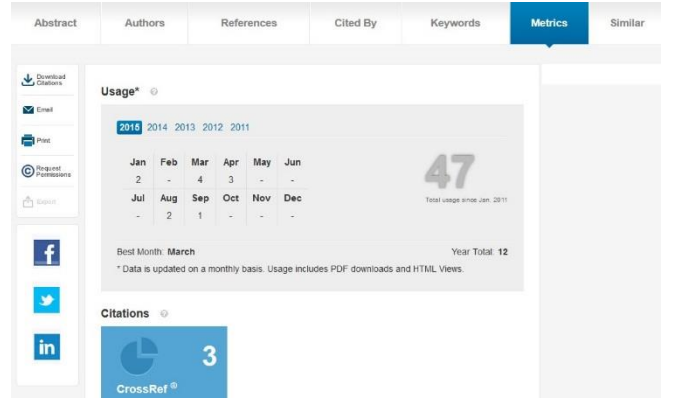 Abstract Authors References Cited By Keywords Metrics Similar
Download
Citations
Email
Print
Request
Permissions
Export
f
in
Usage* ?
2015 2014 2013 2012 2011
Jan Feb Mar Apr May Jun
2 - 4 3 - -
Jul Aug Sep Oct Nov Dec
- 2 1 - - -
47
Total usage since Jan. 2011
Best Month: March Year Total: 12
* Data is updated on a monthly basis. Usage includes PDF downloads and HTML Views.
Citations ?
3
CrossRef